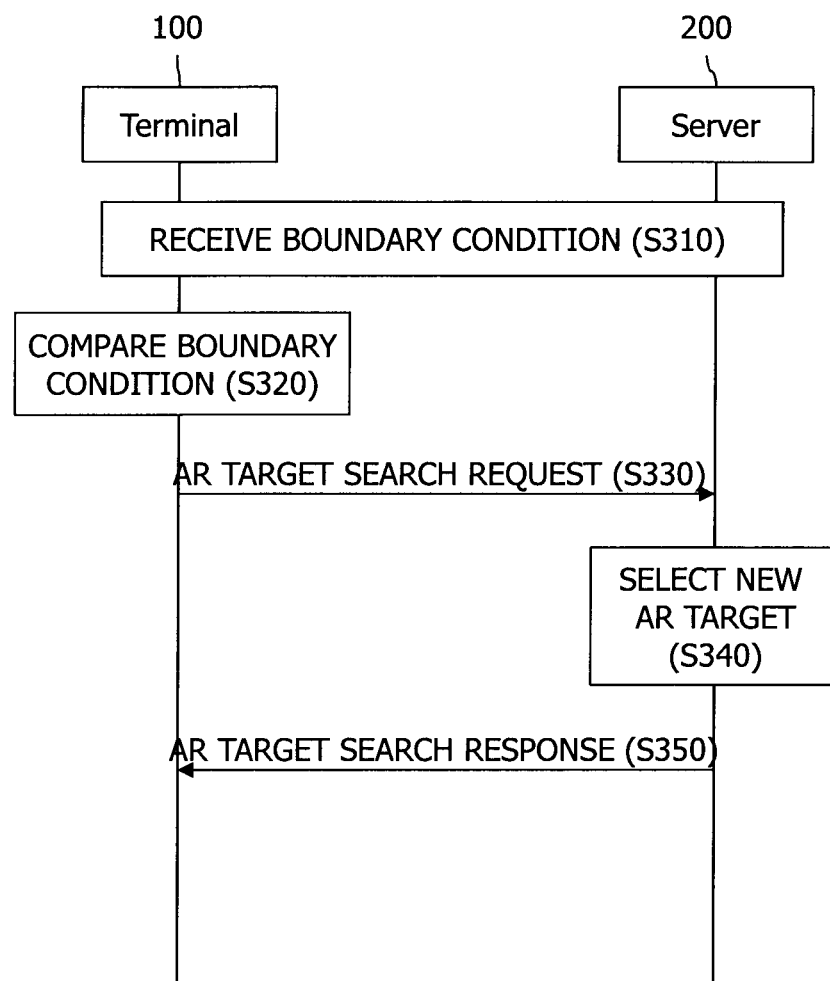 100
200
Terminal
Server
RECEIVE BOUNDARY CONDITION (S310)
COMPARE BOUNDARY
CONDITION (S320)
AR TARGET SEARCH REQUEST (S330)
SELECT NEW
AR TARGET
(S340)
AR TARGET SEARCH RESPONSE (S350)